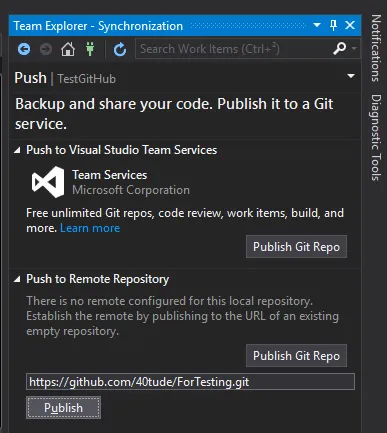 Team Explorer - Synchronization
Search Work Items (Ctrl+')
Push | TestGitHub
Backup and share your code. Publish it to a Git
service.
Push to Visual Studio Team Services
Team Services
Microsoft Corporation
Free unlimited Git repos, code review, work items, build, and
more. Learn more
Publish Git Repo
Push to Remote Repository
There is no remote configured for this local repository.
Establish the remote by publishing to the URL of an existing
empty repository.
Publish Git Repo
https://github.com/40tude/ForTesting.git
Publish
Notifications
Diagnostic Tools